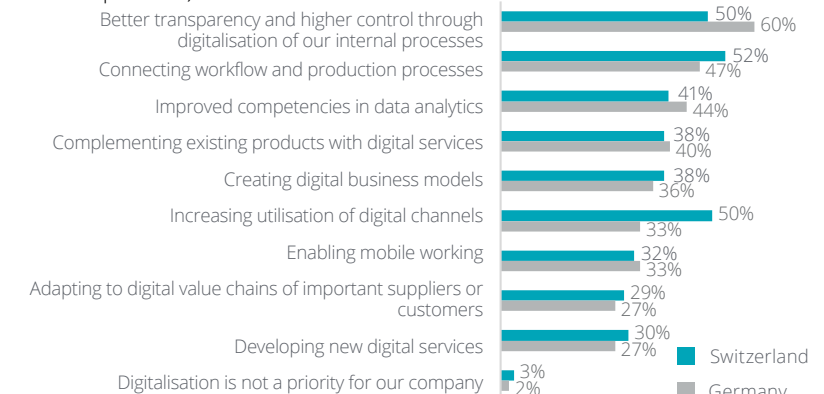 Better transparency and higher control through
digitalisation of our internal processes
50%
60%
Connecting workflow and production processes
52%
47%
Improved competencies in data analytics
41%
44%
Complementing existing products with digital services
38%
40%
Creating digital business models
38%
36%
Increasing utilisation of digital channels
50%
33%
Enabling mobile working
32%
33%
Adapting to digital value chains of important suppliers or
customers
29%
27%
Developing new digital services
30%
27%
Digitalisation is not a priority for our company
3%
2%
Switzerland
Germany